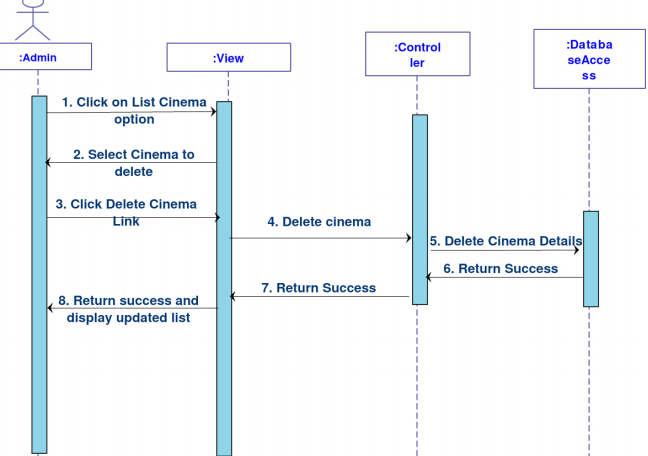 :Admin
:View
:Control
ler
:Databa
seAcce
ss
1. Click on List Cinema
option
2. Select Cinema to
delete
3. Click Delete Cinema
Link
4. Delete cinema
5. Delete Cinema Details
6. Return Success
7. Return Success
8. Return success and
display updated list